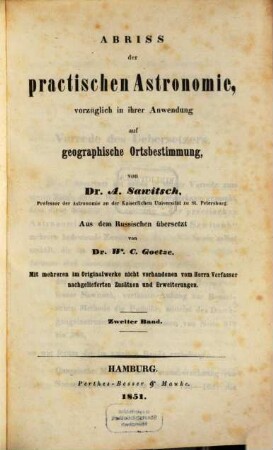 ABRISS
der
practischen Astronomie,
vorzüglich in ihrer Anwendung
auf
geographische Ortsbestimmung,
von
Dr. A. Sawitsch,
Professor der Astronomie an der Kaiserlichen Universität zu St. Petersburg.
Aus dem Russischen übersetzt
von
Dr. W. C. Goetze.
Mit mehreren im Originalwerke nicht vorhandenen vom Herrn Verfasser
nachgelieferten Zusätzen und Erweiterungen.
Zweiter Band.
HAMBURG.
Perthes-Besser & Mauke.
1851.